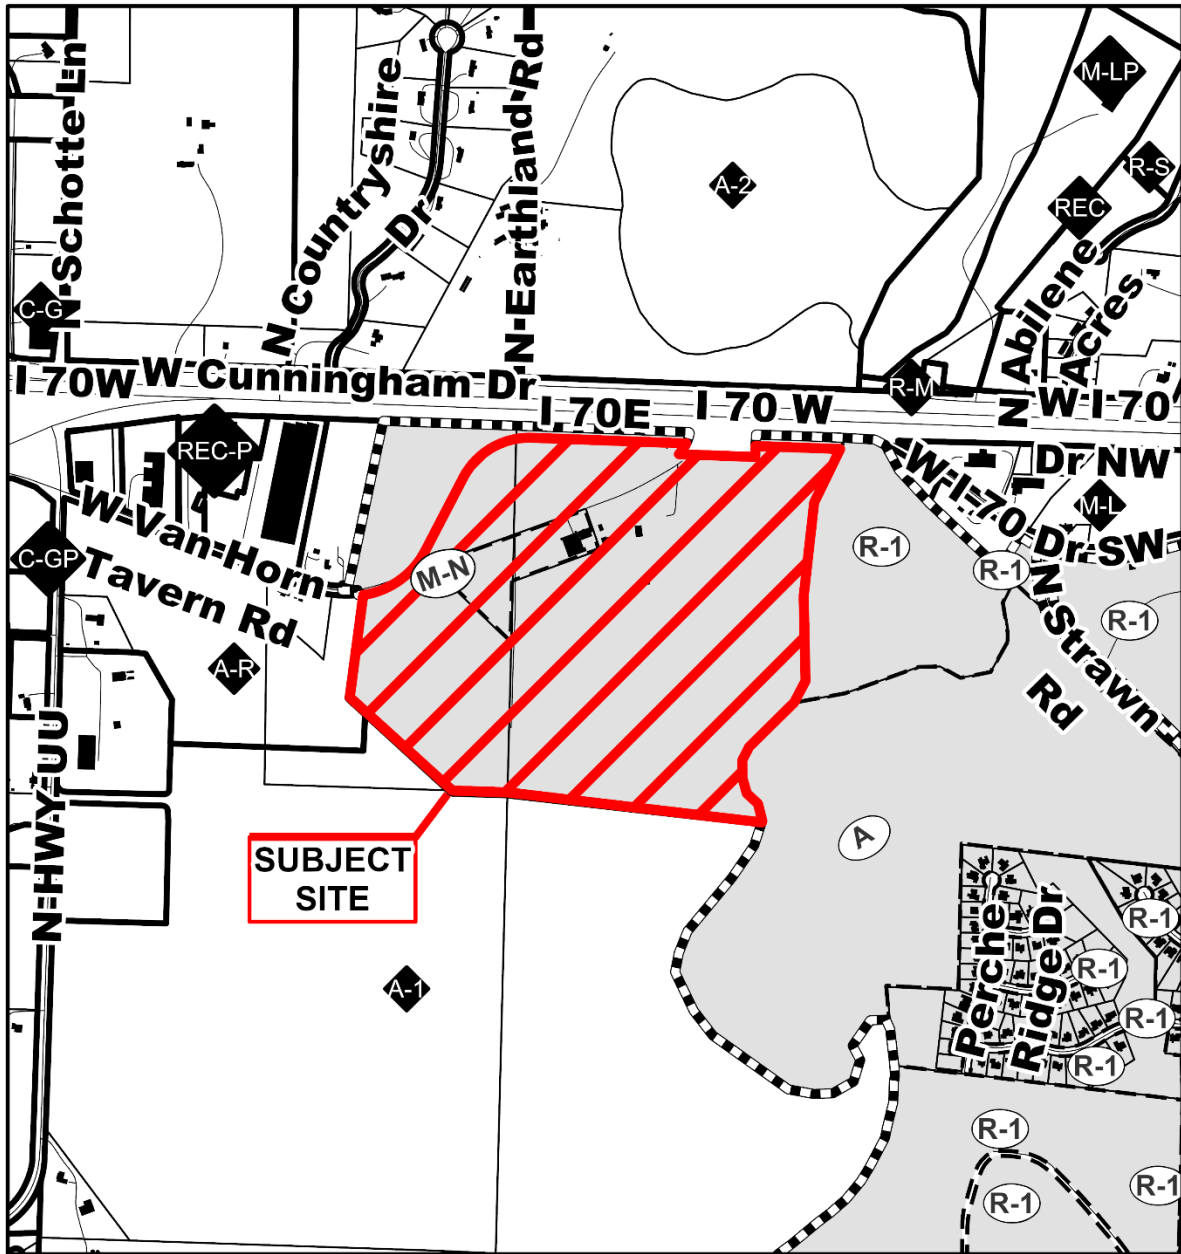 N Schotte Ln
N Countryshire
Dr
N Earthland Rd
M-LP
R-S
A-2
REC
N Abilene
Acres
C-G
I 70W
W Cunningham Dr
I 70E
I 70 W
R-M
W I 70
Dr NW
REC-P
W Van Horn
Tavern Rd
C-GP
M-N
R-1
W I 70 Dr SW
M-L
R-1
R-1
N Strawn
Rd
A-R
N HWY UU
A
SUBJECT
SITE
A-1
Perche
Ridge Dr
R-1
R-1
R-1
R-1
R-1
R-1
R-1